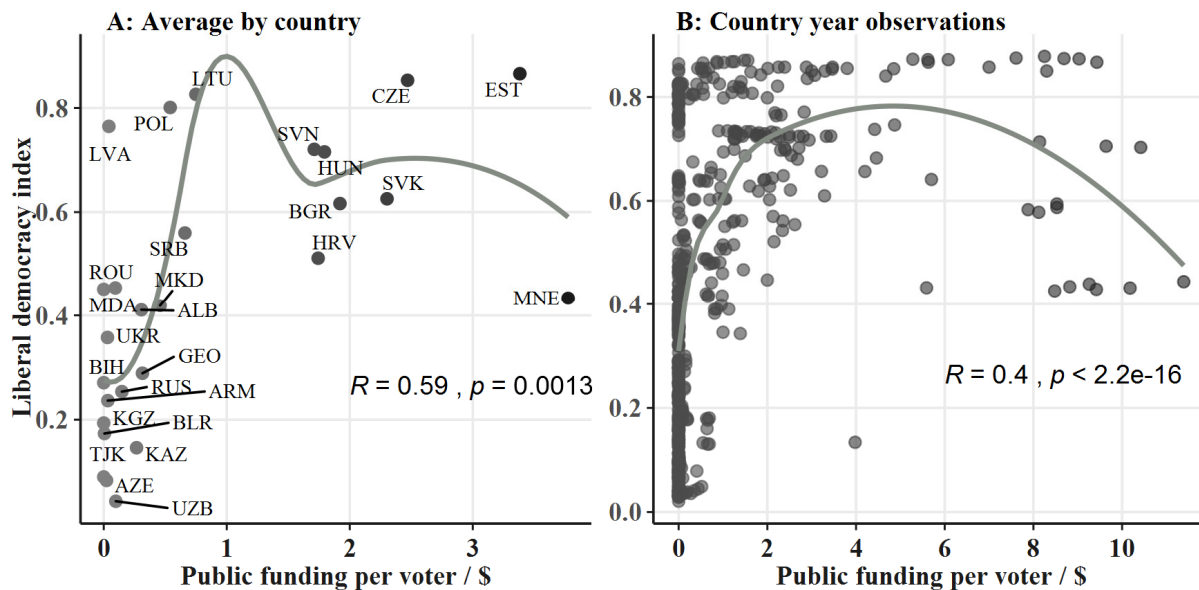 A: Average by country
B: Country year observations
Liberal democracy index
0.8
0.6
0.4
0.2
LTU
POL
LVA
CZE
EST
SVN
HUN
SVK
BGR
HRV
SRB
ROU
MKD
MDA
ALB
MNE
UKR
GEO
BIH
RUS
ARM
KGZ
BLR
TJK
KAZ
AZE
UZB
R = 0.59 , p = 0.0013
0 1 2 3
Public funding per voter / $
0.8
0.6
0.4
0.2
0.0
R = 0.4 , p < 2.2e-16
0 2 4 6 8 10
Public funding per voter / $